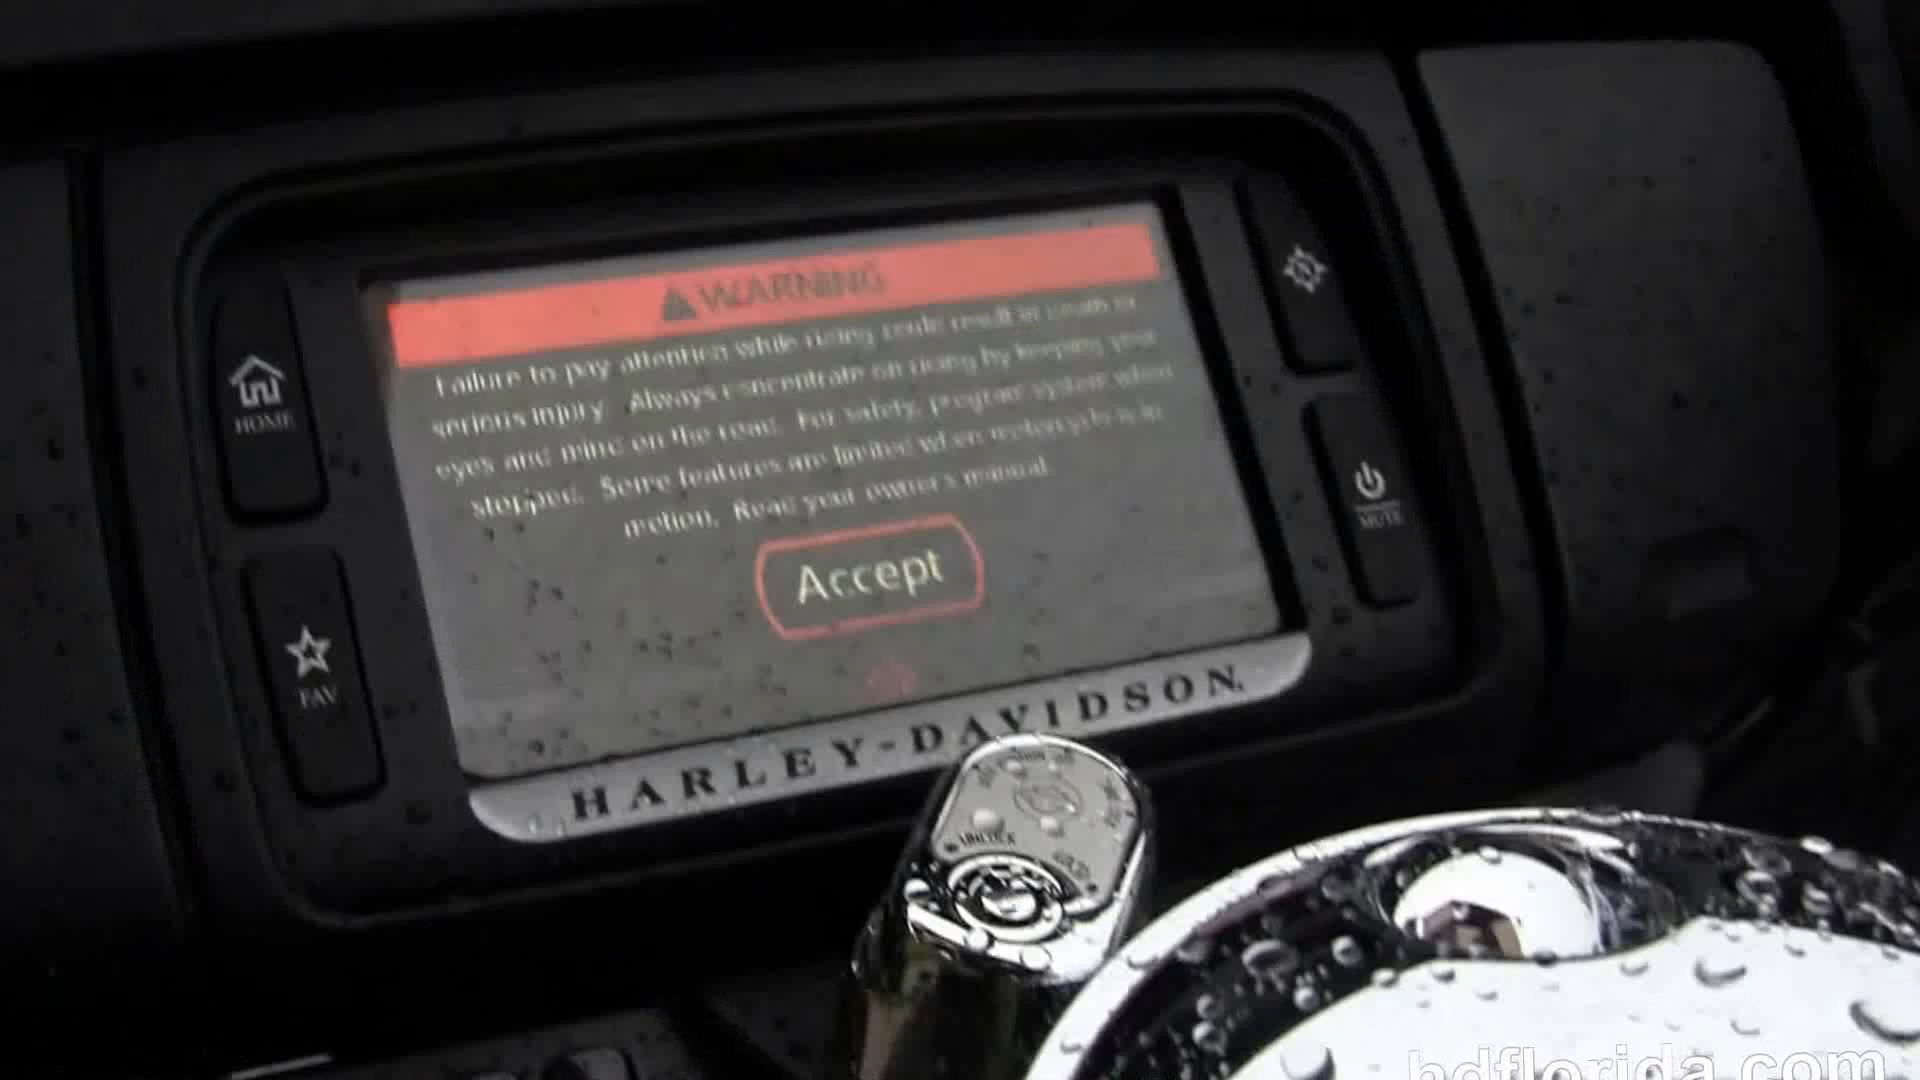 WARNING
Failure to pay attention while riding could result in death or
serious injury. Always concentrate on riding by keeping your
eyes and mind on the road. For safety, program system when
stopped. Some features are limited when motorcycle is in
motion. Read your owner's manual.
Accept
HOME
FAV
MUTE
HARLEY-DAVIDSON
UNLOCK
LOCK
hdflorida.com